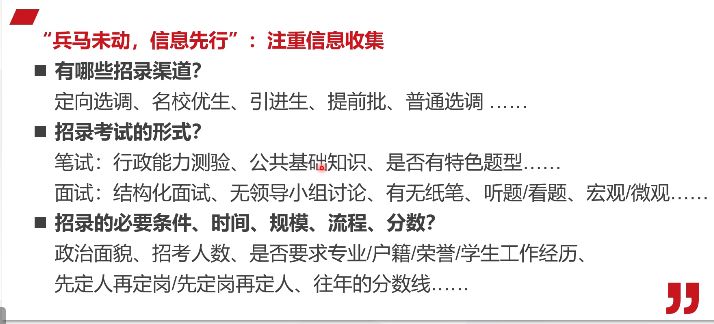 “兵马未动，信息先行”：注重信息收集
■ 有哪些招录渠道？
定向选调、名校优生、引进生、提前批、普通选调 ……
■ 招录考试的形式？
笔试：行政能力测验、公共基础知识、是否有特色题型……
面试：结构化面试、无领导小组讨论、有无纸笔、听题/看题、宏观/微观……
■ 招录的必要条件、时间、规模、流程、分数？
政治面貌、招考人数、是否要求专业/户籍/荣誉/学生工作经历、
先定人再定岗/先定岗再定人、往年的分数线……